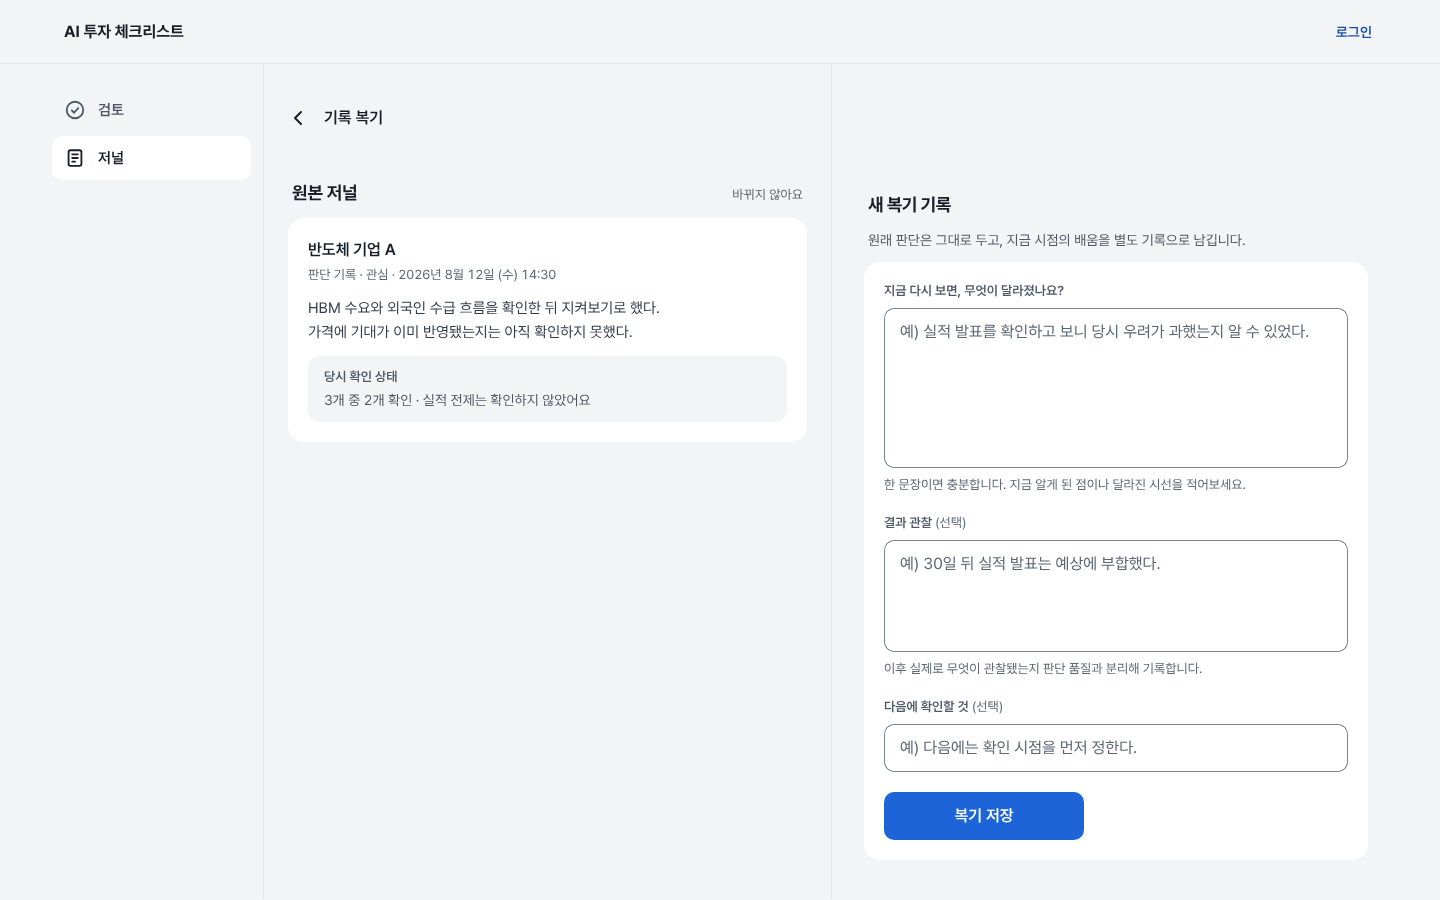 AI 투자 체크리스트
로그인
검토
저널
기록 복기
원본 저널
바뀌지 않아요
반도체 기업 A
판단 기록 · 관심 · 2026년 8월 12일 (수) 14:30
HBM 수요와 외국인 수급 흐름을 확인한 뒤 지켜보기로 했다.
가격에 기대가 이미 반영됐는지는 아직 확인하지 못했다.
당시 확인 상태
3개 중 2개 확인 · 실적 전제는 확인하지 않았어요
새 복기 기록
원래 판단은 그대로 두고, 지금 시점의 배움을 별도 기록으로 남깁니다.
지금 다시 보면, 무엇이 달라졌나요?
예) 실적 발표를 확인하고 보니 당시 우려가 과했는지 알 수 있었다.
한 문장이면 충분합니다. 지금 알게 된 점이나 달라진 시선을 적어보세요.
결과 관찰 (선택)
예) 30일 뒤 실적 발표는 예상에 부합했다.
이후 실제로 무엇이 관찰됐는지 판단 품질과 분리해 기록합니다.
다음에 확인할 것 (선택)
예) 다음에는 확인 시점을 먼저 정한다.
복기 저장